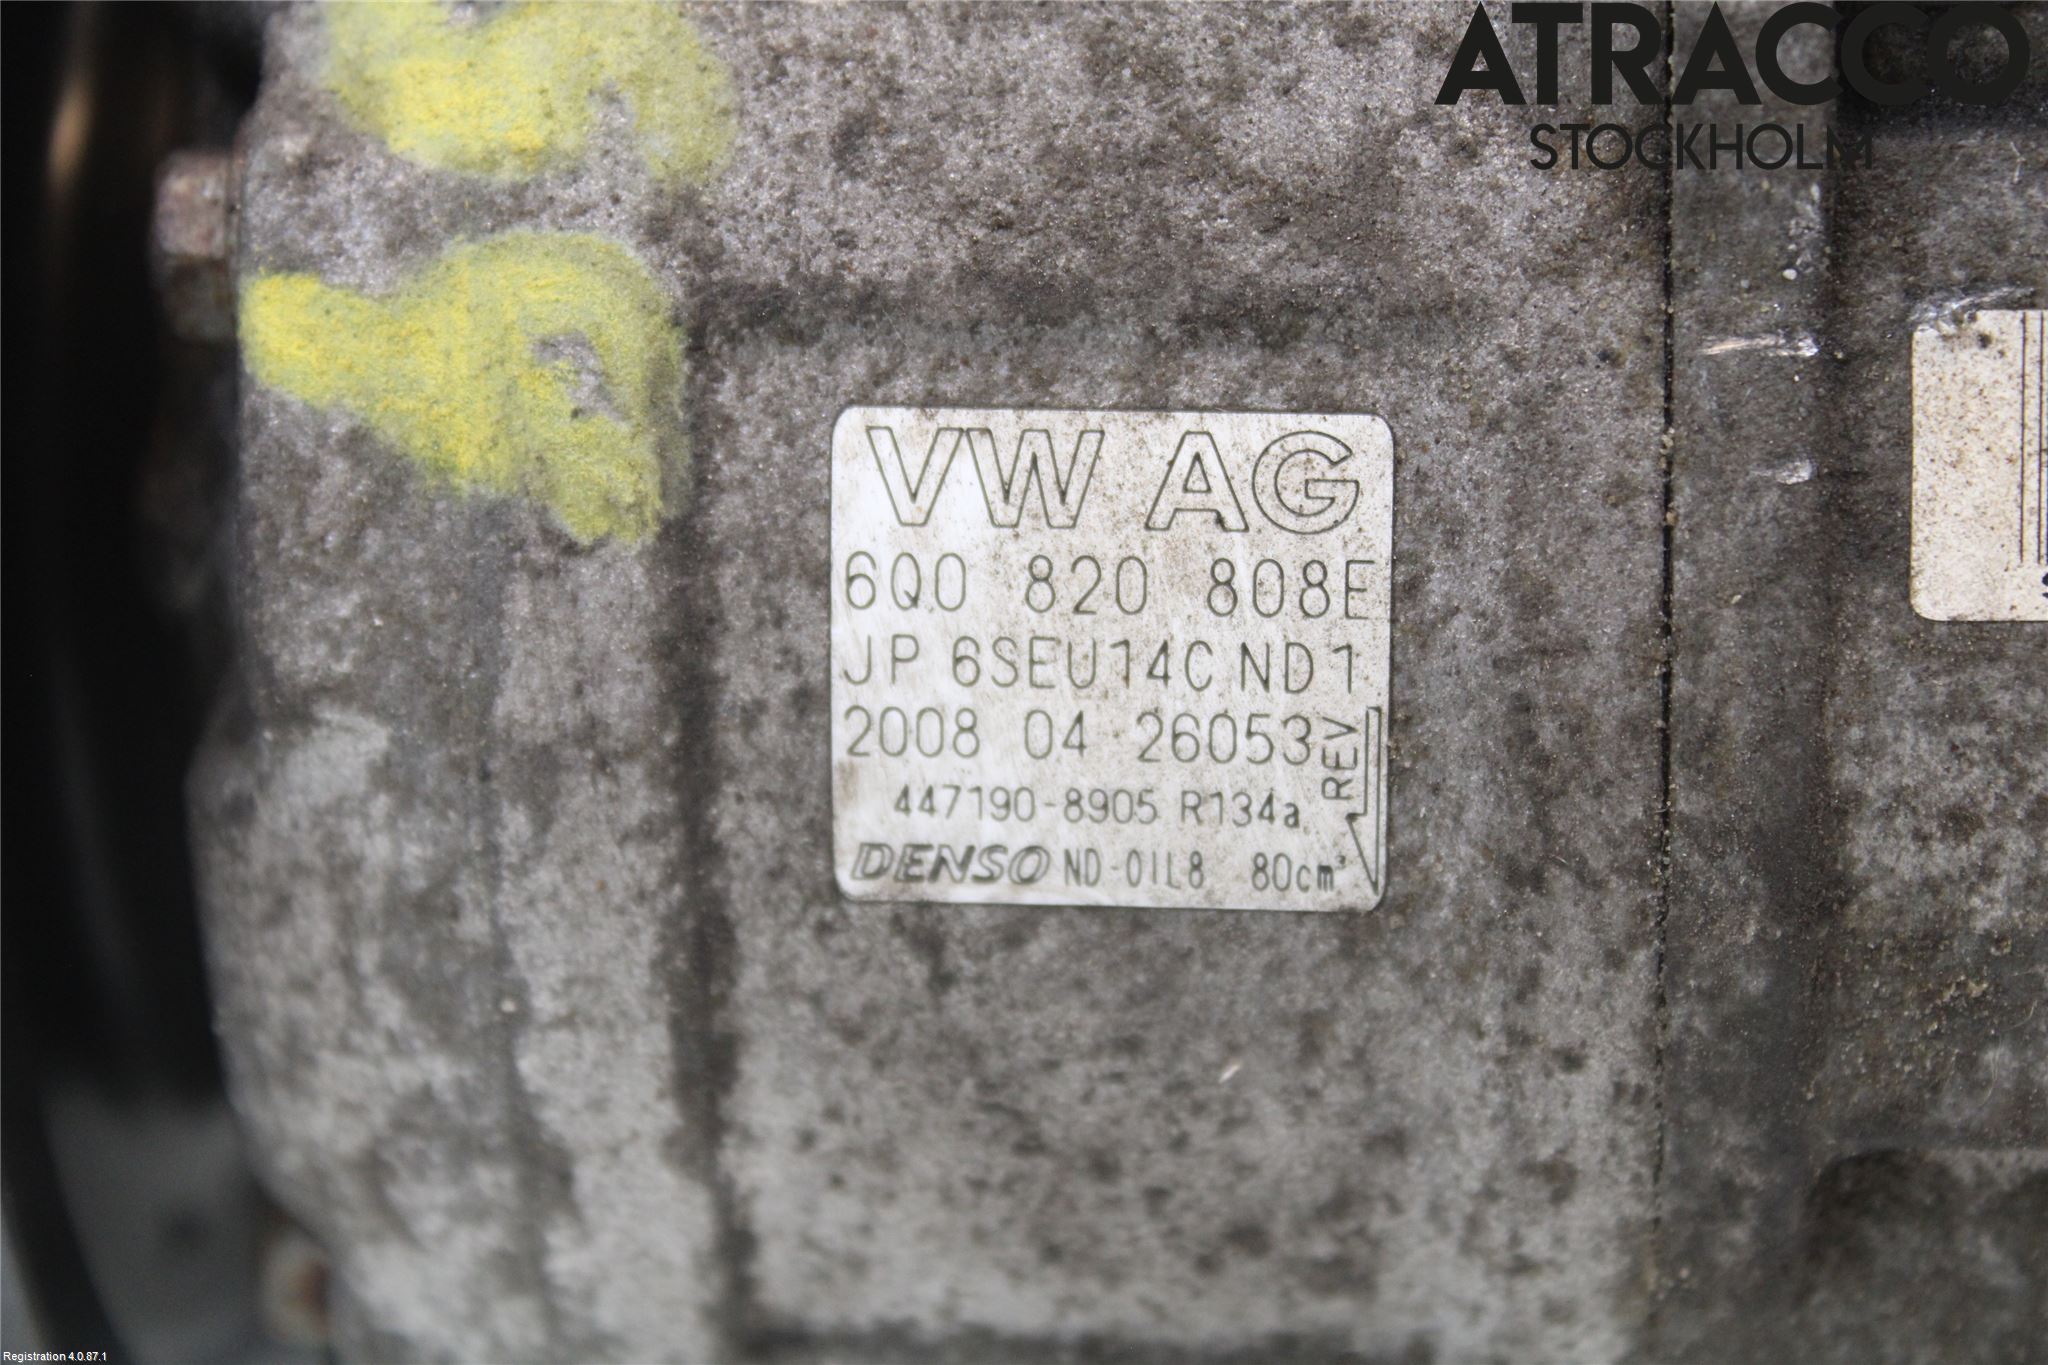 ATRACCO
STOCKHOLM
VW AG
6Q0 820 808E
JP 6SEU14C ND1
2008 04 26053
REV
447190-8905 R134a
DENSO ND-OIL8 80cm³
Registration 4.0.87.1